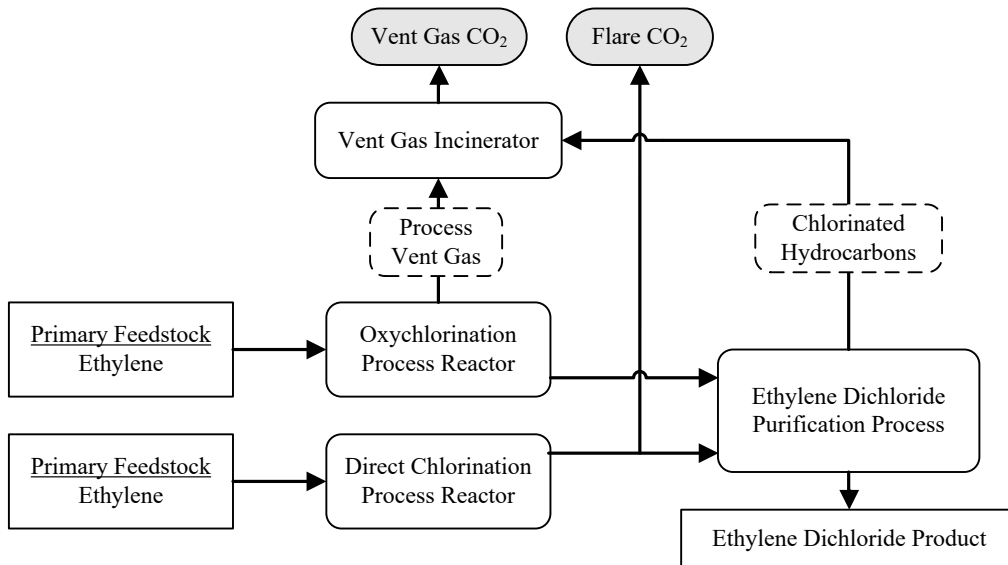 Vent Gas CO₂
Flare CO₂
Vent Gas Incinerator
Process
Vent Gas
Chlorinated
Hydrocarbons
Primary Feedstock
Ethylene
Oxychlorination
Process Reactor
Ethylene Dichloride
Purification Process
Primary Feedstock
Ethylene
Direct Chlorination
Process Reactor
Ethylene Dichloride Product